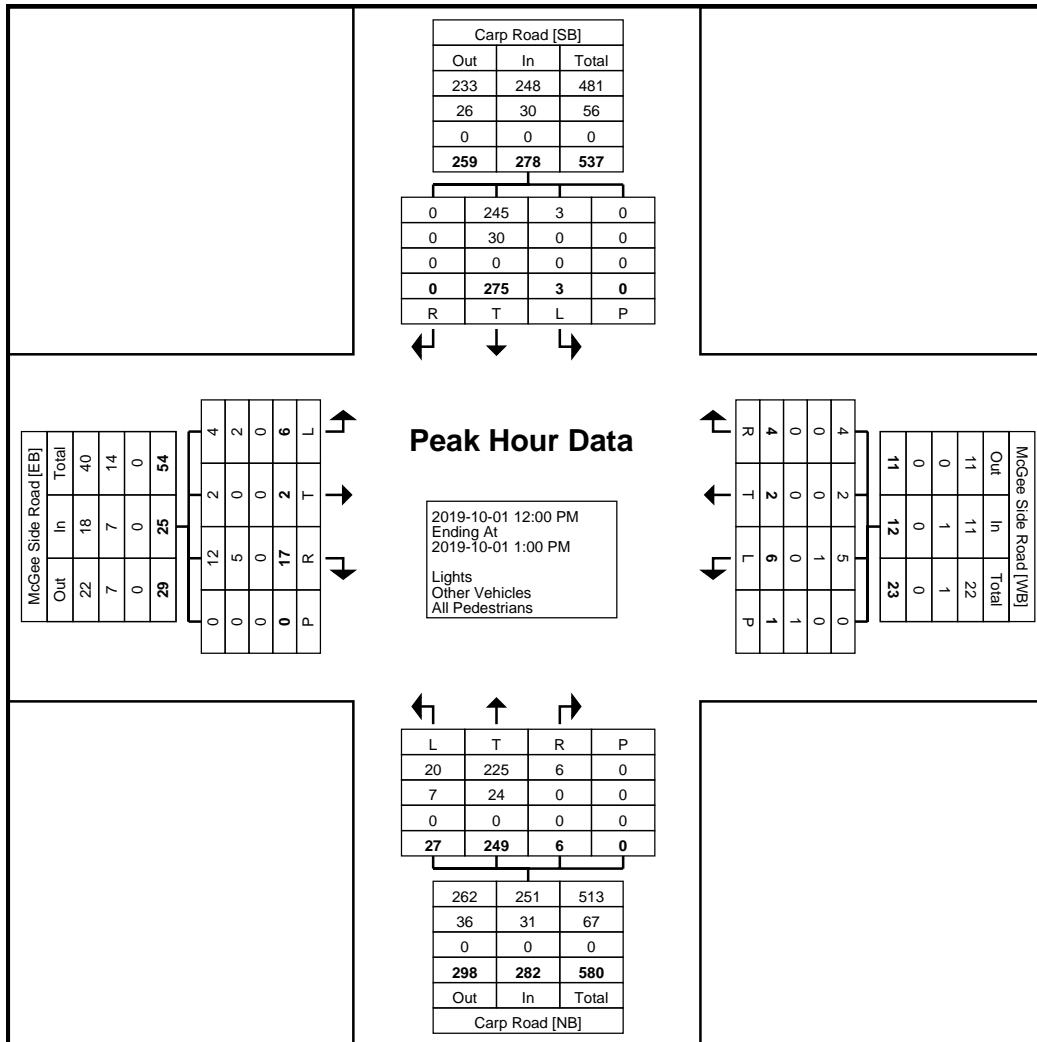 Carp Road [SB]
Out In Total
233 248 481
26 30 56
0 0 0
259 278 537
0 245 3 0
0 30 0 0
0 0 0 0
0 275 3 0
R T L P
McGee Side Road [EB]
Total In Out
40 18 22
14 7 7
0 0 0
54 25 29
4 2 12 0
2 0 5 0
0 0 0 0
6 2 17 0
L T R P
Peak Hour Data
2019-10-01 12:00 PM
Ending At
2019-10-01 1:00 PM
Lights
Other Vehicles
All Pedestrians
McGee Side Road [WB]
Out In Total
11 11 22
0 1 1
0 0 0
11 12 23
4 2 5 0
0 0 1 0
0 0 0 1
4 2 6 1
R T L P
L T R P
20 225 6 0
7 24 0 0
0 0 0 0
27 249 6 0
262 251 513
36 31 67
0 0 0
298 282 580
Out In Total
Carp Road [NB]